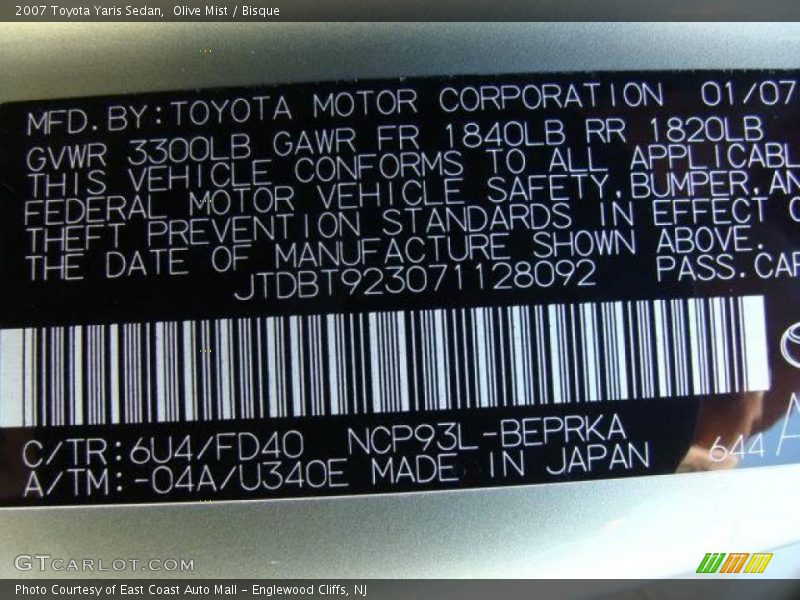 2007 Toyota Yaris Sedan, Olive Mist / Bisque
MFD. BY: TOYOTA MOTOR CORPORATION 01/07
GVWR 3300LB GAWR FR 1840LB RR 1820LB
THIS VEHICLE CONFORMS TO ALL APPLICABL
FEDERAL MOTOR VEHICLE SAFETY, BUMPER, AN
THEFT PREVENTION STANDARDS IN EFFECT O
THE DATE OF MANUFACTURE SHOWN ABOVE.
JTDBT923071128092 PASS. CAR
C/TR: 6U4/FD40 NCP93L-BEPRKA
A/TM: -04A/U340E MADE IN JAPAN
644 A
GTCARLOT.COM
Photo Courtesy of East Coast Auto Mall - Englewood Cliffs, NJ